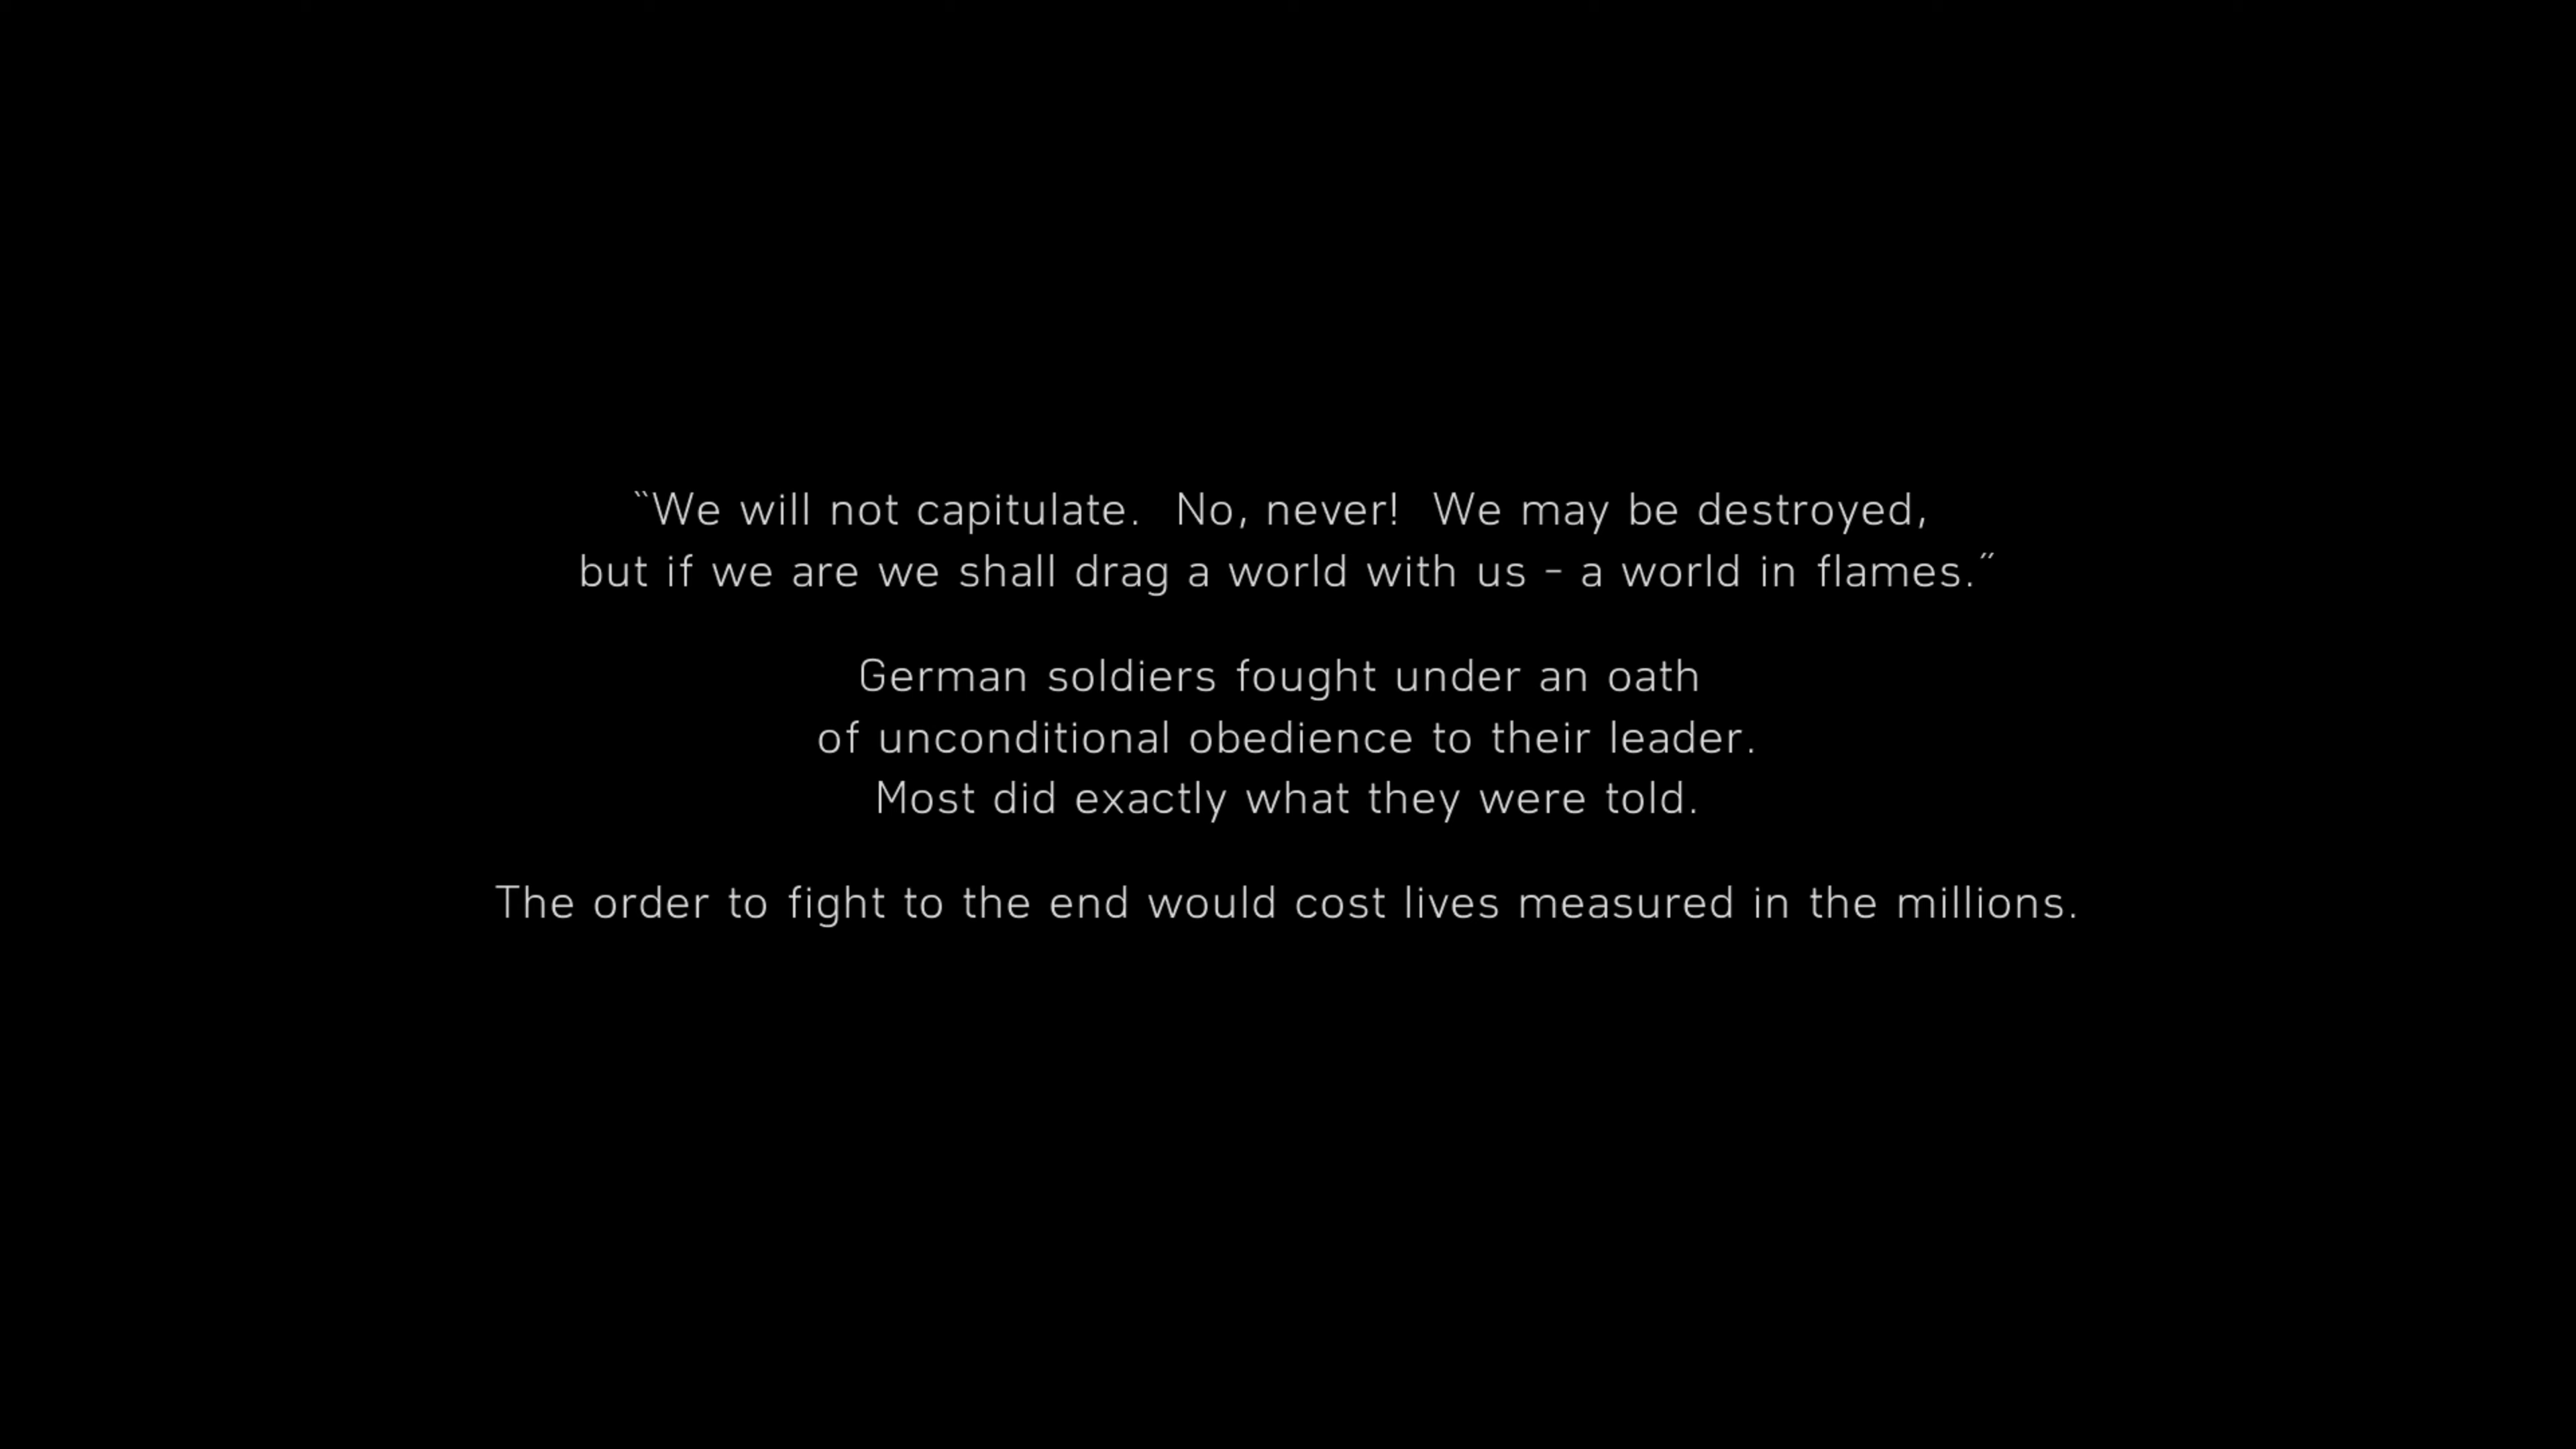 “We will not capitulate.  No, never!  We may be destroyed,
but if we are we shall drag a world with us – a world in flames.”
German soldiers fought under an oath
of unconditional obedience to their leader.
Most did exactly what they were told.
The order to fight to the end would cost lives measured in the millions.